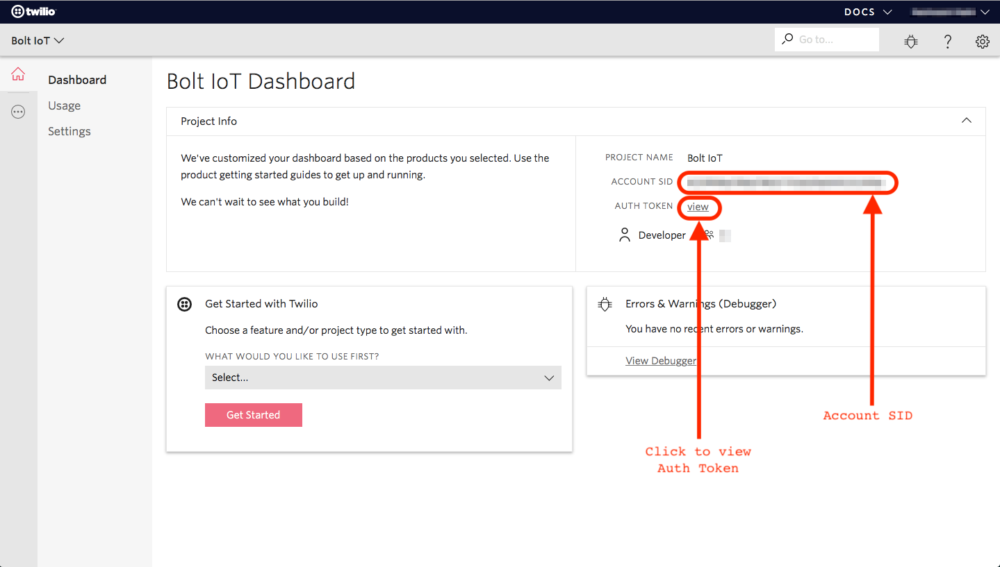 twilio
DOCS
Bolt IoT
Go to...
?
Dashboard
Usage
Settings
Bolt IoT Dashboard
Project Info
We've customized your dashboard based on the products you selected. Use the
product getting started guides to get up and running.
We can't wait to see what you build!
PROJECT NAME Bolt IoT
ACCOUNT SID
AUTH TOKEN view
Developer
Get Started with Twilio
Choose a feature and/or project type to get started with.
WHAT WOULD YOU LIKE TO USE FIRST?
Select...
Get Started
Errors & Warnings (Debugger)
You have no recent errors or warnings.
View Debugger
Account SID
Click to view
Auth Token